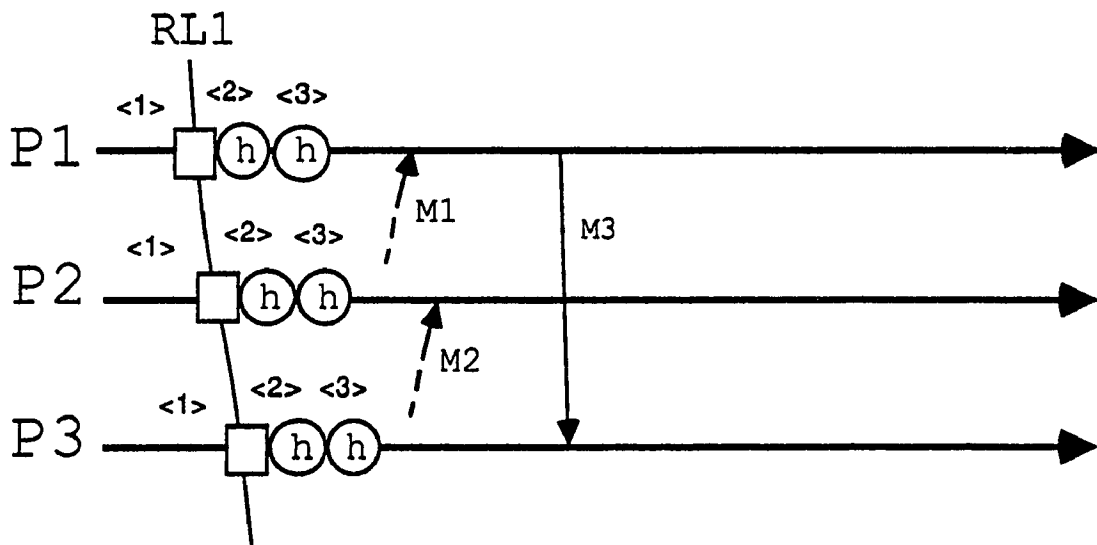 RL1
<1> <2> <3>
P1 h h
M1 M3
<1> <2> <3>
P2 h h
M2
<1> <2> <3>
P3 h h